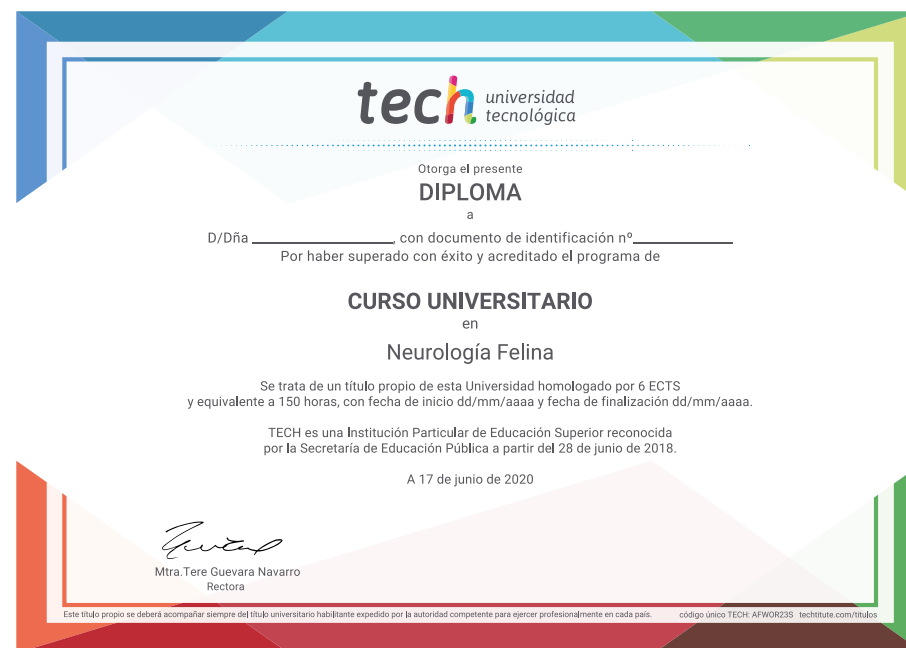 tech universidad
tecnológica
Otorga el presente
DIPLOMA
a
D/Dña ____________________, con documento de identificación nº______________
Por haber superado con éxito y acreditado el programa de
CURSO UNIVERSITARIO
en
Neurología Felina
Se trata de un título propio de esta Universidad homologado por 6 ECTS
y equivalente a 150 horas, con fecha de inicio dd/mm/aaaa y fecha de finalización dd/mm/aaaa.
TECH es una Institución Particular de Educación Superior reconocida
por la Secretaría de Educación Pública a partir del 28 de junio de 2018.
A 17 de junio de 2020
Mtra.Tere Guevara Navarro
Rectora
Este título propio se deberá acompañar siempre del título universitario habilitante expedido por la autoridad competente para ejercer profesionalmente en cada país. código único TECH: AFWOR23S techtitute.com/titulos